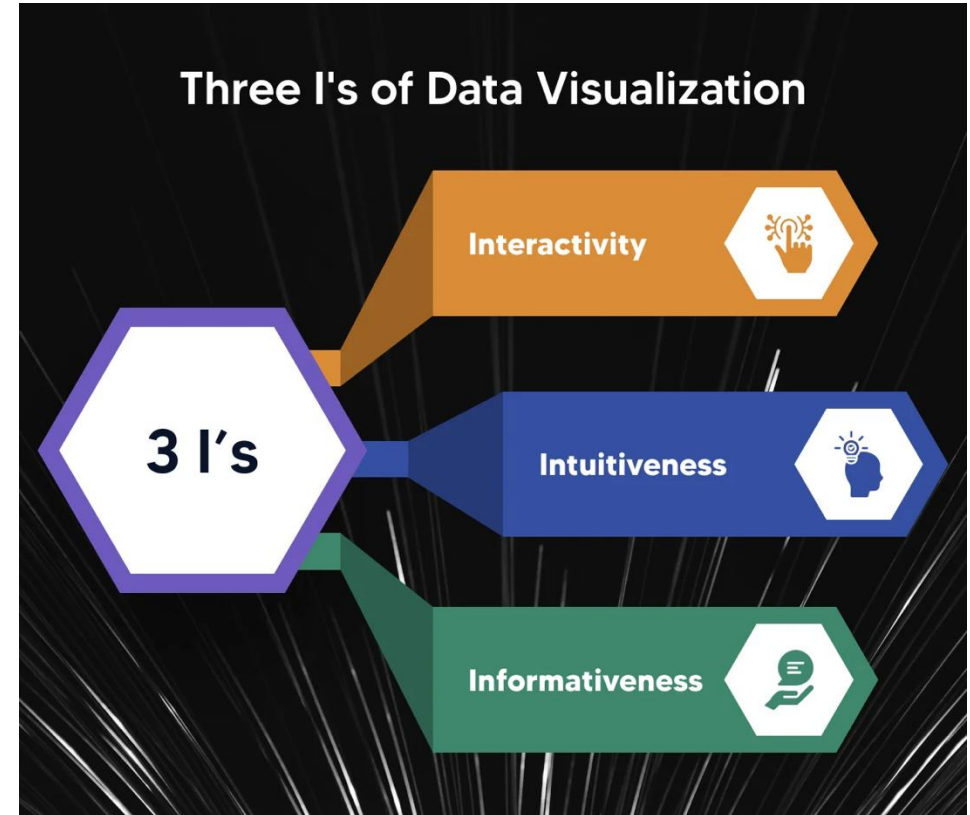 Three I's of Data Visualization
Interactivity
3 I's
Intuitiveness
Informativeness